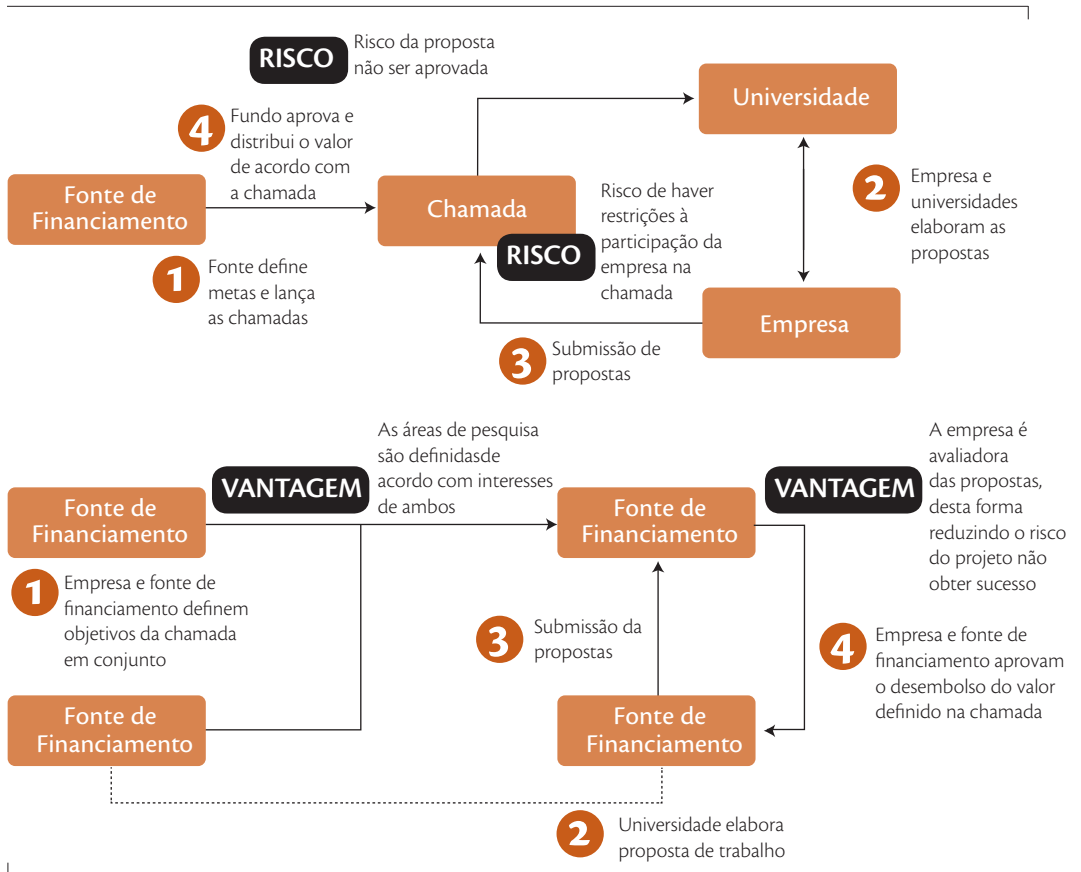 RISCO
Risco da proposta
não ser aprovada
4
Fundo aprova e
distribui o valor
de acordo com
a chamada
Fonte de
Financiamento
1
Fonte define
metas e lança
as chamadas
Chamada
RISCO
Risco de haver
restrições à
participação da
empresa na
chamada
Universidade
2
Empresa e
universidades
elaboram as
propostas
Empresa
3
Submissão de
propostas
Fonte de
Financiamento
VANTAGEM
As áreas de pesquisa
são definidasde
acordo com interesses
de ambos
1
Empresa e fonte de
financiamento definem
objetivos da chamada
em conjunto
Fonte de
Financiamento
Fonte de
Financiamento
VANTAGEM
A empresa é
avaliadora
das propostas,
desta forma
reduzindo o risco
do projeto não
obter sucesso
3
Submissão da
propostas
4
Empresa e fonte de
financiamento aprovam
o desembolso do valor
definido na chamada
Fonte de
Financiamento
2
Universidade elabora
proposta de trabalho